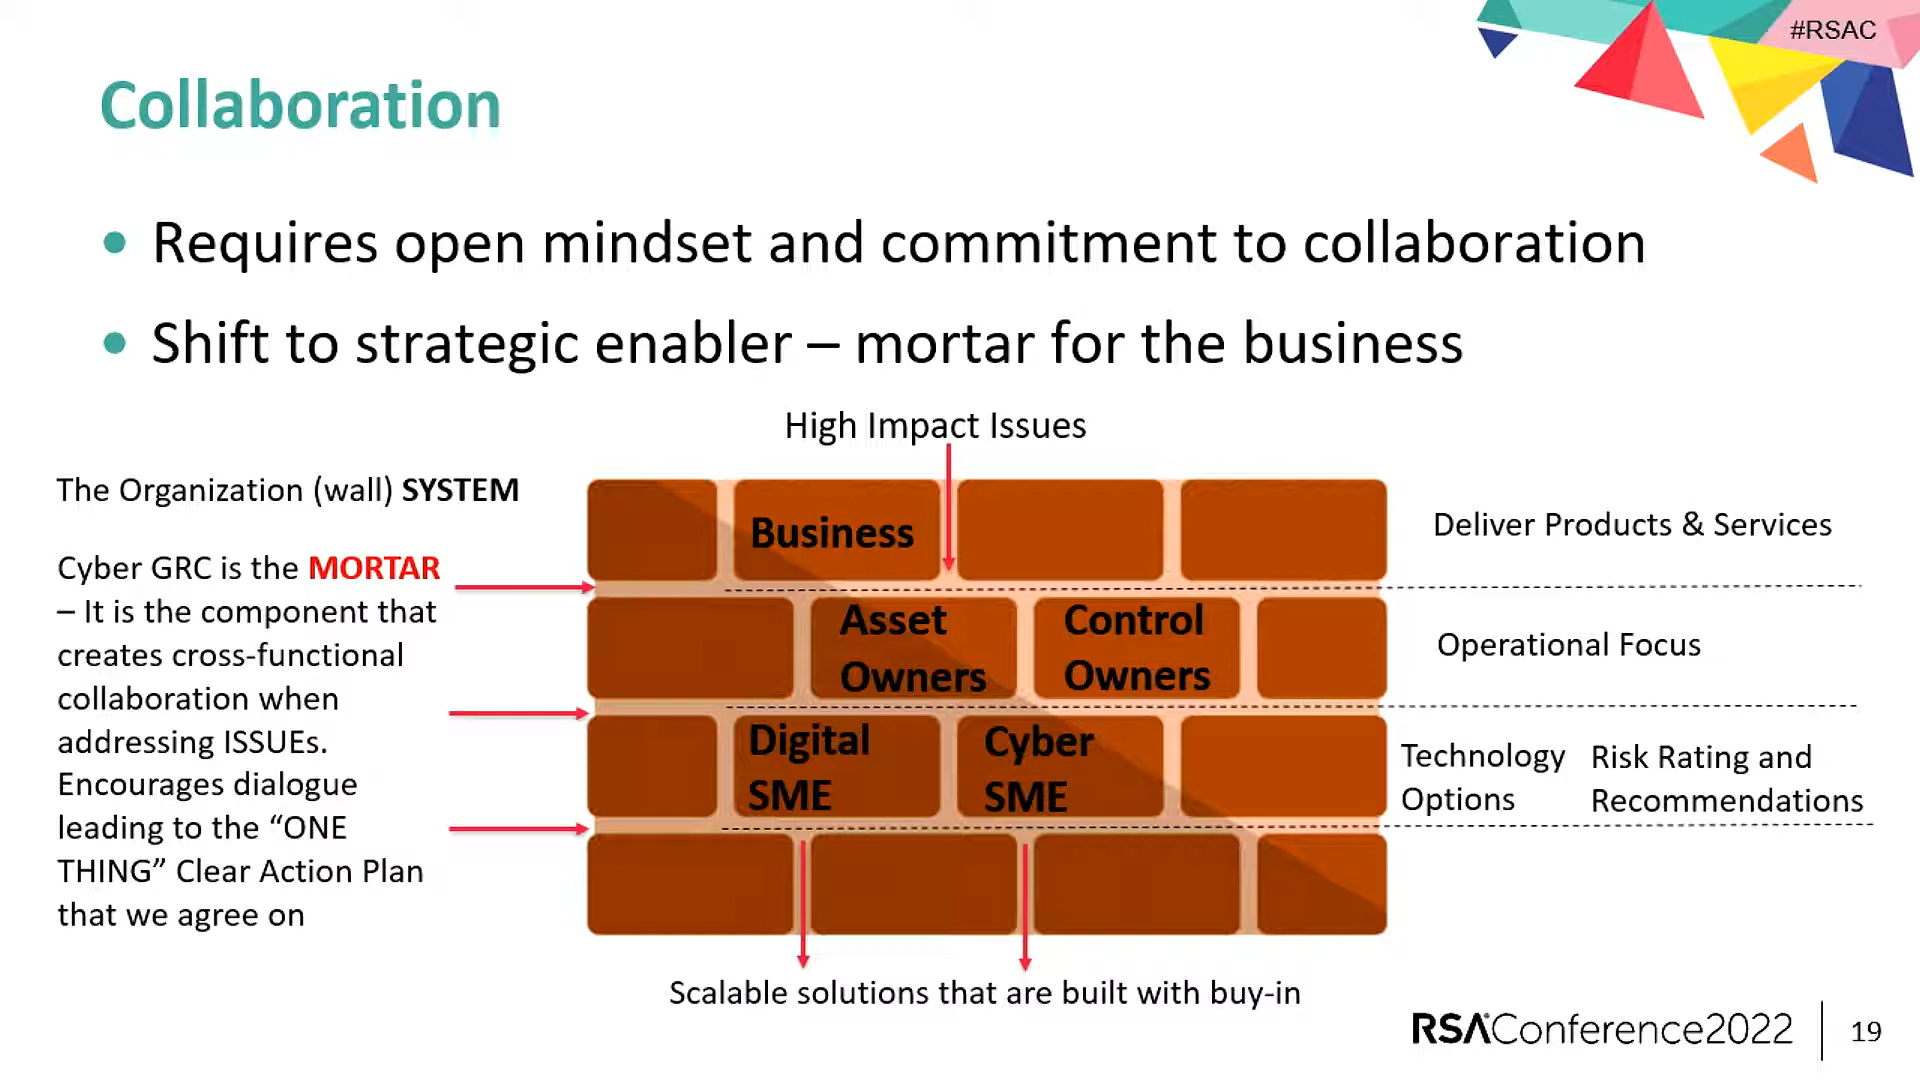 #RSAC
Collaboration
• Requires open mindset and commitment to collaboration
• Shift to strategic enabler – mortar for the business
High Impact Issues
The Organization (wall) SYSTEM
Cyber GRC is the MORTAR
– It is the component that
creates cross-functional
collaboration when
addressing ISSUEs.
Encourages dialogue
leading to the “ONE
THING” Clear Action Plan
that we agree on
Business
Deliver Products & Services
Asset
Owners
Control
Owners
Operational Focus
Digital
SME
Cyber
SME
Technology
Options
Risk Rating and
Recommendations
Scalable solutions that are built with buy-in
RSAConference2022
19